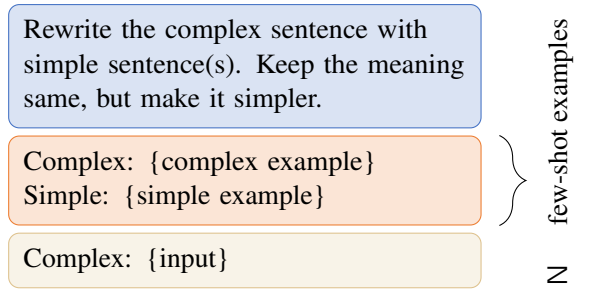 Rewrite the complex sentence with
simple sentence(s). Keep the meaning
same, but make it simpler.
Complex: {complex example}
Simple: {simple example}
Complex: {input}
N few-shot examples